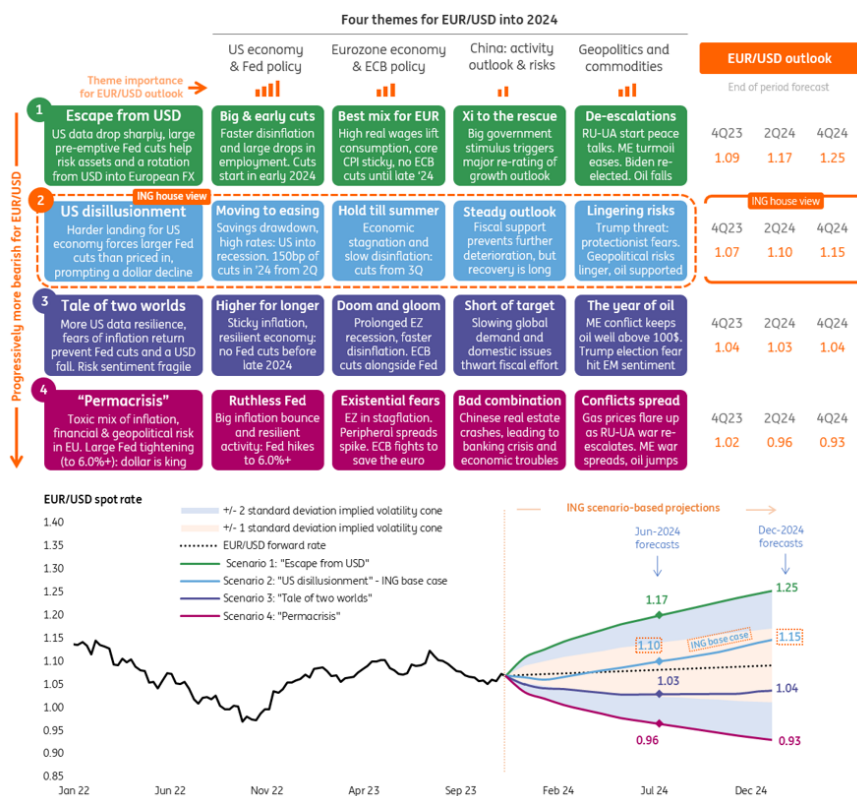 Four themes for EUR/USD into 2024
Theme importance
for EUR/USD outlook
US economy
& Fed policy
Eurozone economy
& ECB policy
China: activity
outlook & risks
Geopolitics and
commodities
EUR/USD outlook
End of period forecast
Progressively more bearish for EUR/USD
1
Escape from USD
US data drop sharply, large
pre-emptive Fed cuts help
risk assets and a rotation
from USD into European FX
Big & early cuts
Faster disinflation
and large drops in
employment. Cuts
start in early 2024
Best mix for EUR
High real wages lift
consumption, core
CPI sticky, no ECB
cuts until late ‘24
Xi to the rescue
Big government
stimulus triggers
major re-rating of
growth outlook
De-escalations
RU-UA start peace
talks. ME turmoil
eases. Biden re-
elected. Oil falls
4Q23 2Q24 4Q24
1.09 1.17 1.25
2
ING house view
US disillusionment
Harder landing for US
economy forces larger Fed
cuts than priced in,
prompting a dollar decline
Moving to easing
Savings drawdown,
high rates: US into
recession. 150bp of
cuts in ’24 from 2Q
Hold till summer
Economic
stagnation and
slow disinflation:
cuts from 3Q
Steady outlook
Fiscal support
prevents further
deterioration, but
recovery is long
Lingering risks
Trump threat:
protectionist fears.
Geopolitical risks
linger, oil supported
ING house view
4Q23 2Q24 4Q24
1.07 1.10 1.15
3
Tale of two worlds
More US data resilience,
fears of inflation return
prevent Fed cuts and a USD
fall. Risk sentiment fragile
Higher for longer
Sticky inflation,
resilient economy:
no Fed cuts before
late 2024
Doom and gloom
Prolonged EZ
recession, faster
disinflation. ECB
cuts alongside Fed
Short of target
Slowing global
demand and
domestic issues
thwart fiscal effort
The year of oil
ME conflict keeps
oil well above 100$.
Trump election fear
hit EM sentiment
4Q23 2Q24 4Q24
1.04 1.03 1.04
4
“Permacrisis”
Toxic mix of inflation,
financial & geopolitical risk
in EU. Large Fed tightening
(to 6.0%+): dollar is king
Ruthless Fed
Big inflation bounce
and resilient
activity: Fed hikes
to 6.0%+
Existential fears
EZ in stagflation.
Peripheral spreads
spike. ECB fights to
save the euro
Bad combination
Chinese real estate
crashes, leading to
banking crisis and
economic troubles
Conflicts spread
Gas prices flare up
as RU-UA war re-
escalates. ME war
spreads, oil jumps
4Q23 2Q24 4Q24
1.02 0.96 0.93
EUR/USD spot rate
+/- 2 standard deviation implied volatility cone
+/- 1 standard deviation implied volatility cone
EUR/USD forward rate
Scenario 1: "Escape from USD"
Scenario 2: "US disillusionment" - ING base case
Scenario 3: "Tale of two worlds"
Scenario 4: "Permacrisis"
ING scenario-based projections
Jun-2024
forecasts
Dec-2024
forecasts
1.40
1.35
1.30
1.25
1.20
1.15
1.10
1.05
1.00
0.95
0.90
0.85
1.17
1.25
1.10
ING base case
1.15
1.03
1.04
0.96
0.93
Jan 22 Jun 22 Nov 22 Apr 23 Sep 23 Feb 24 Jul 24 Dec 24